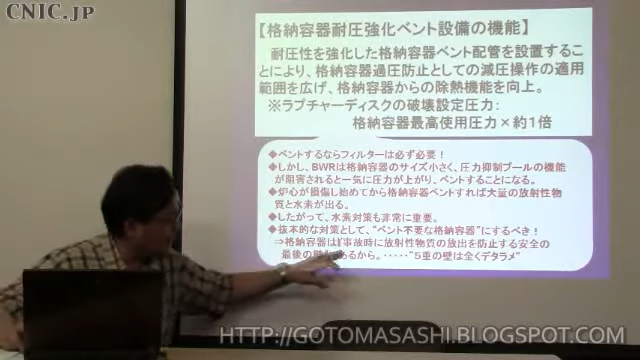 CNIC.JP
【格納容器耐圧強化ベント設備の機能】
耐圧性を強化した格納容器ベント配管を設置するこ
とにより、格納容器過圧防止としての減圧操作の適用
範囲を広げ、格納容器からの除熱機能を向上。
※ラプチャーディスクの破壊設定圧力：
格納容器最高使用圧力×約1倍
◆ベントするならフィルターは必ず必要！
◆しかし、BWRは格納容器のサイズ小さく、圧力抑制プールの機能
が阻害されると一気に圧力が上がり、ベントすることになる。
◆炉心が損傷し始めてから格納容器ベントすれば大量の放射性物
質と水素が出る。
◆したがって、水素対策も非常に重要。
◆抜本的な対策として、“ベント不要な格納容器”にするべき！
⇒格納容器は事故時に放射性物質の放出を防止する安全の
最後の あるから。‥‥‥“５重の壁は全くデタラメ”
HTTP://GOTOMASASHI.BLOGSPOT.COM